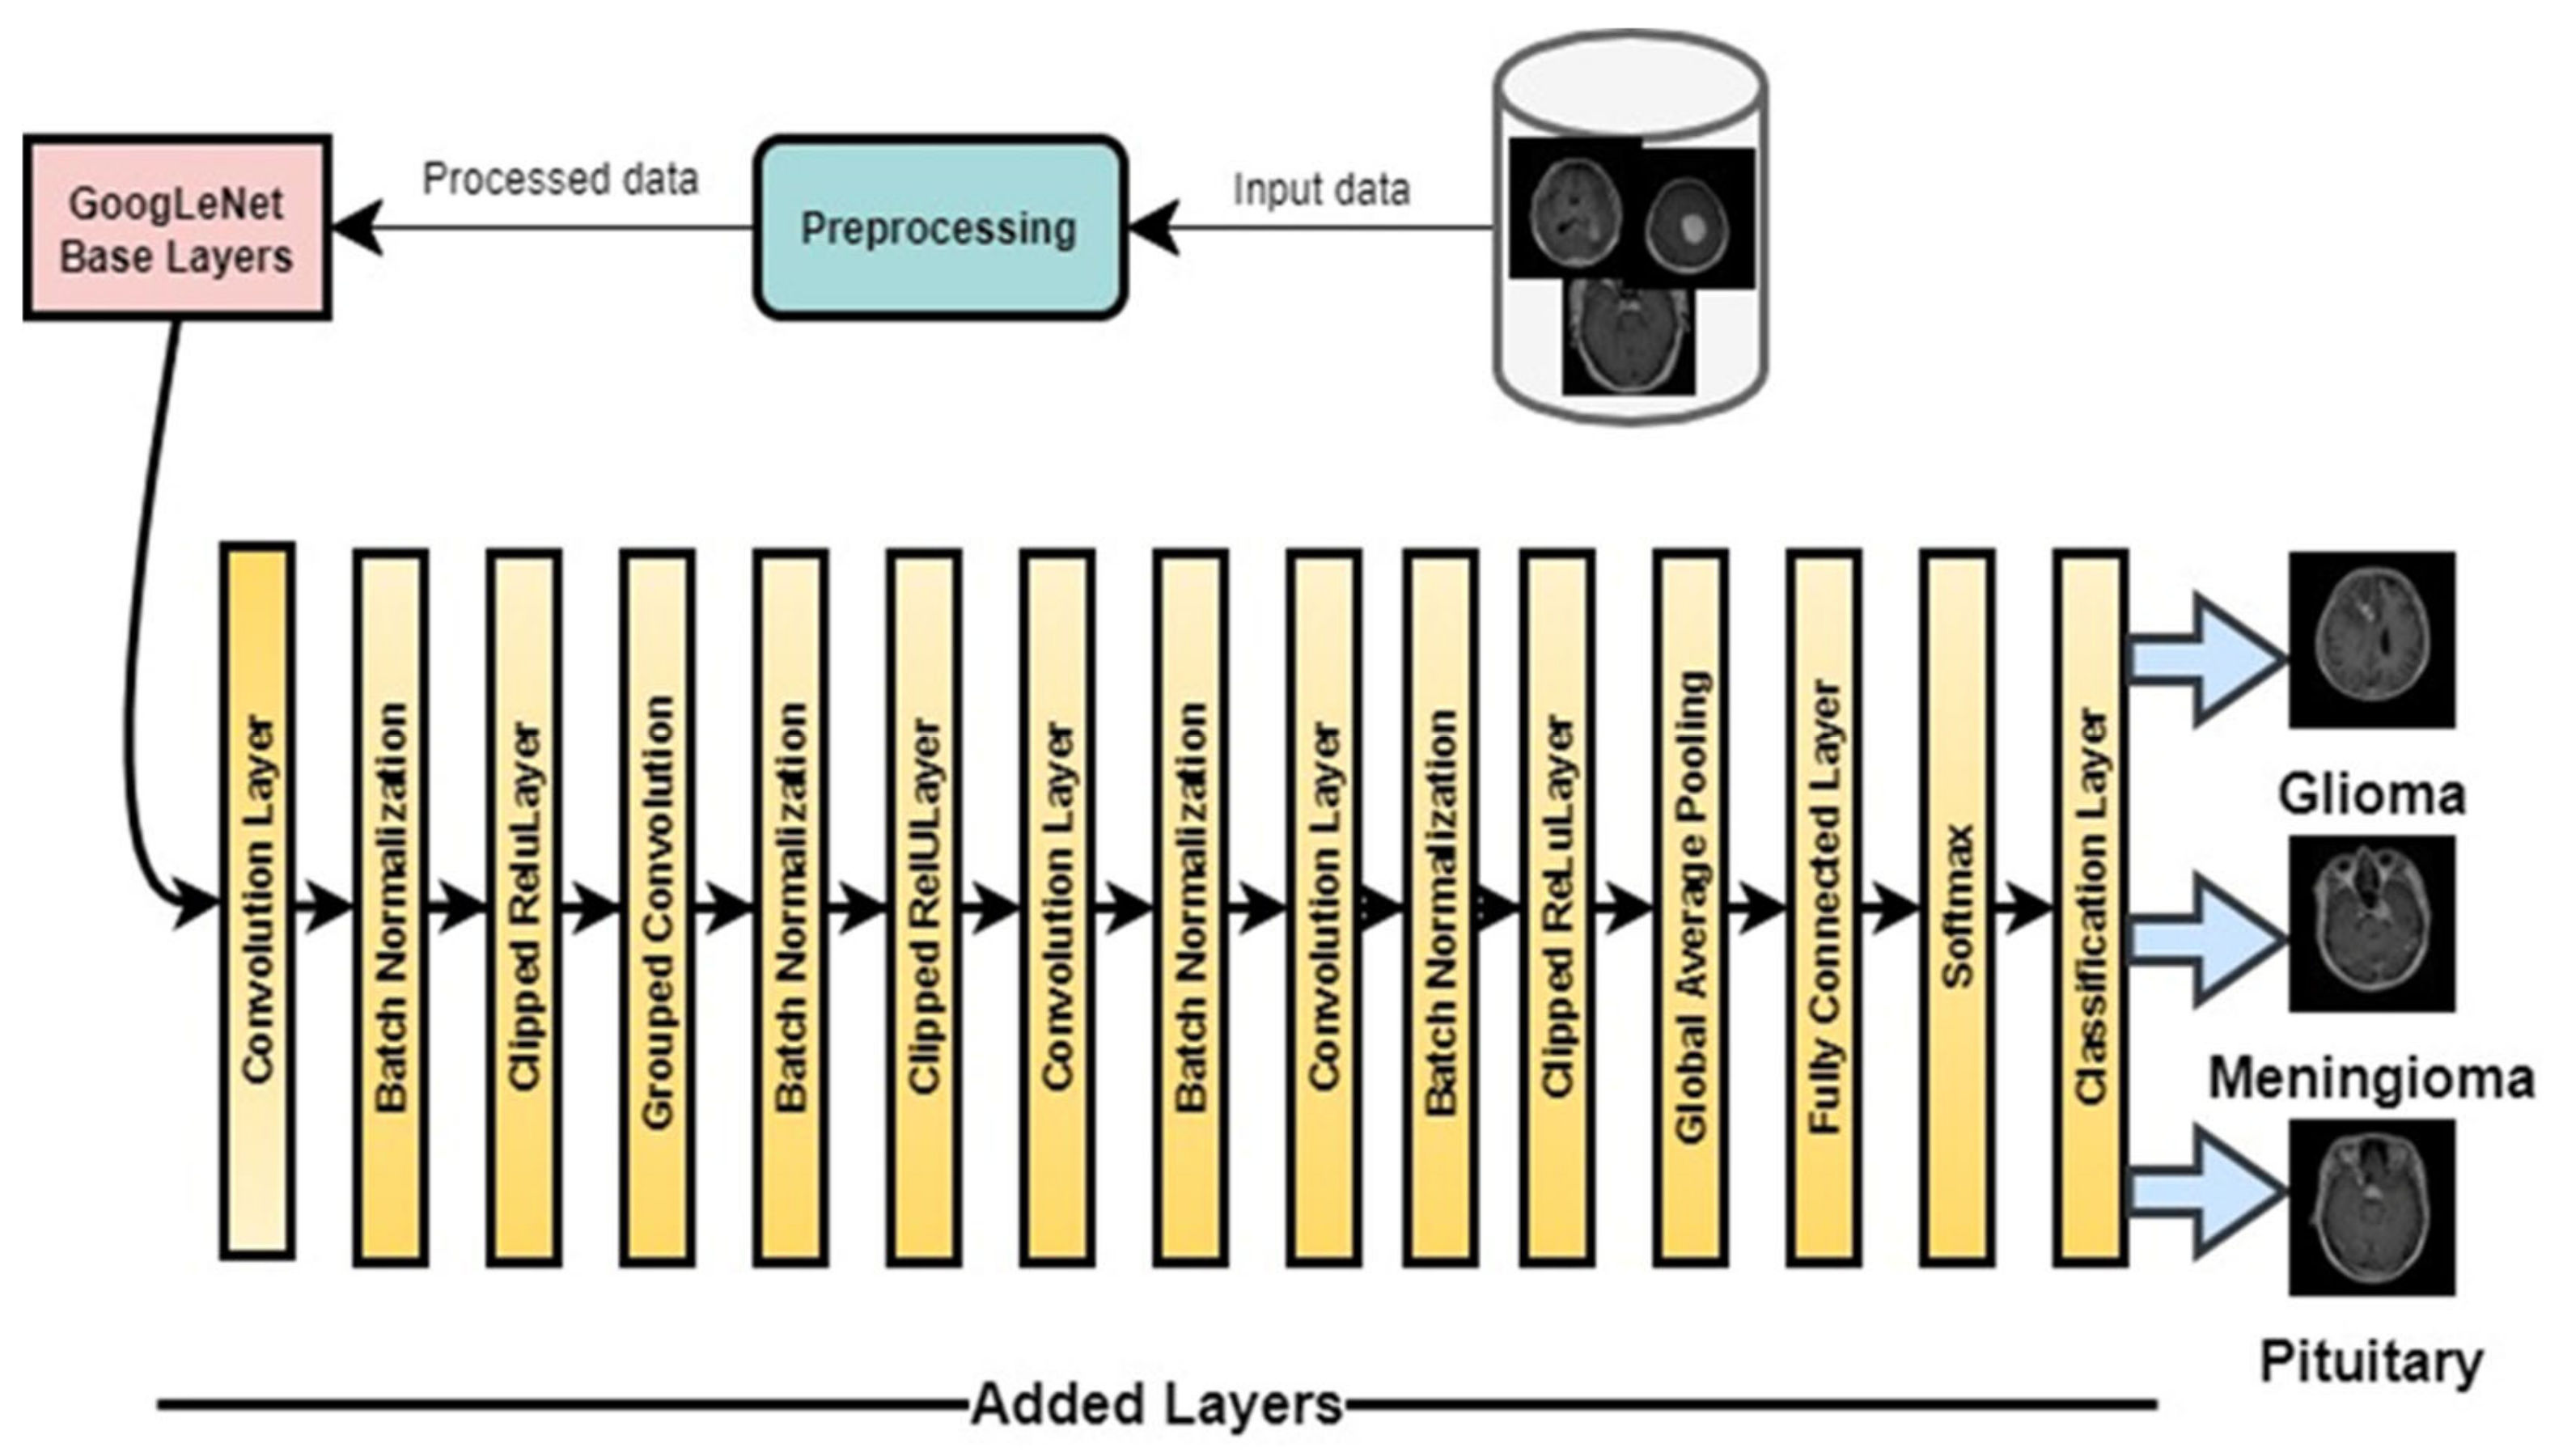 GoogLeNet
Base Layers
Processed data
Preprocessing
Input data
Convolution Layer
Batch Normalization
Clipped ReluLayer
Grouped Convolution
Batch Normalization
Clipped RelULayer
Convolution Layer
Batch Normalization
Convolution Layer
Batch Normalization
Clipped ReLuLayer
Global Average Pooling
Fully Connected Layer
Softmax
Classification Layer
Glioma
Meningioma
Pituitary
Added Layers